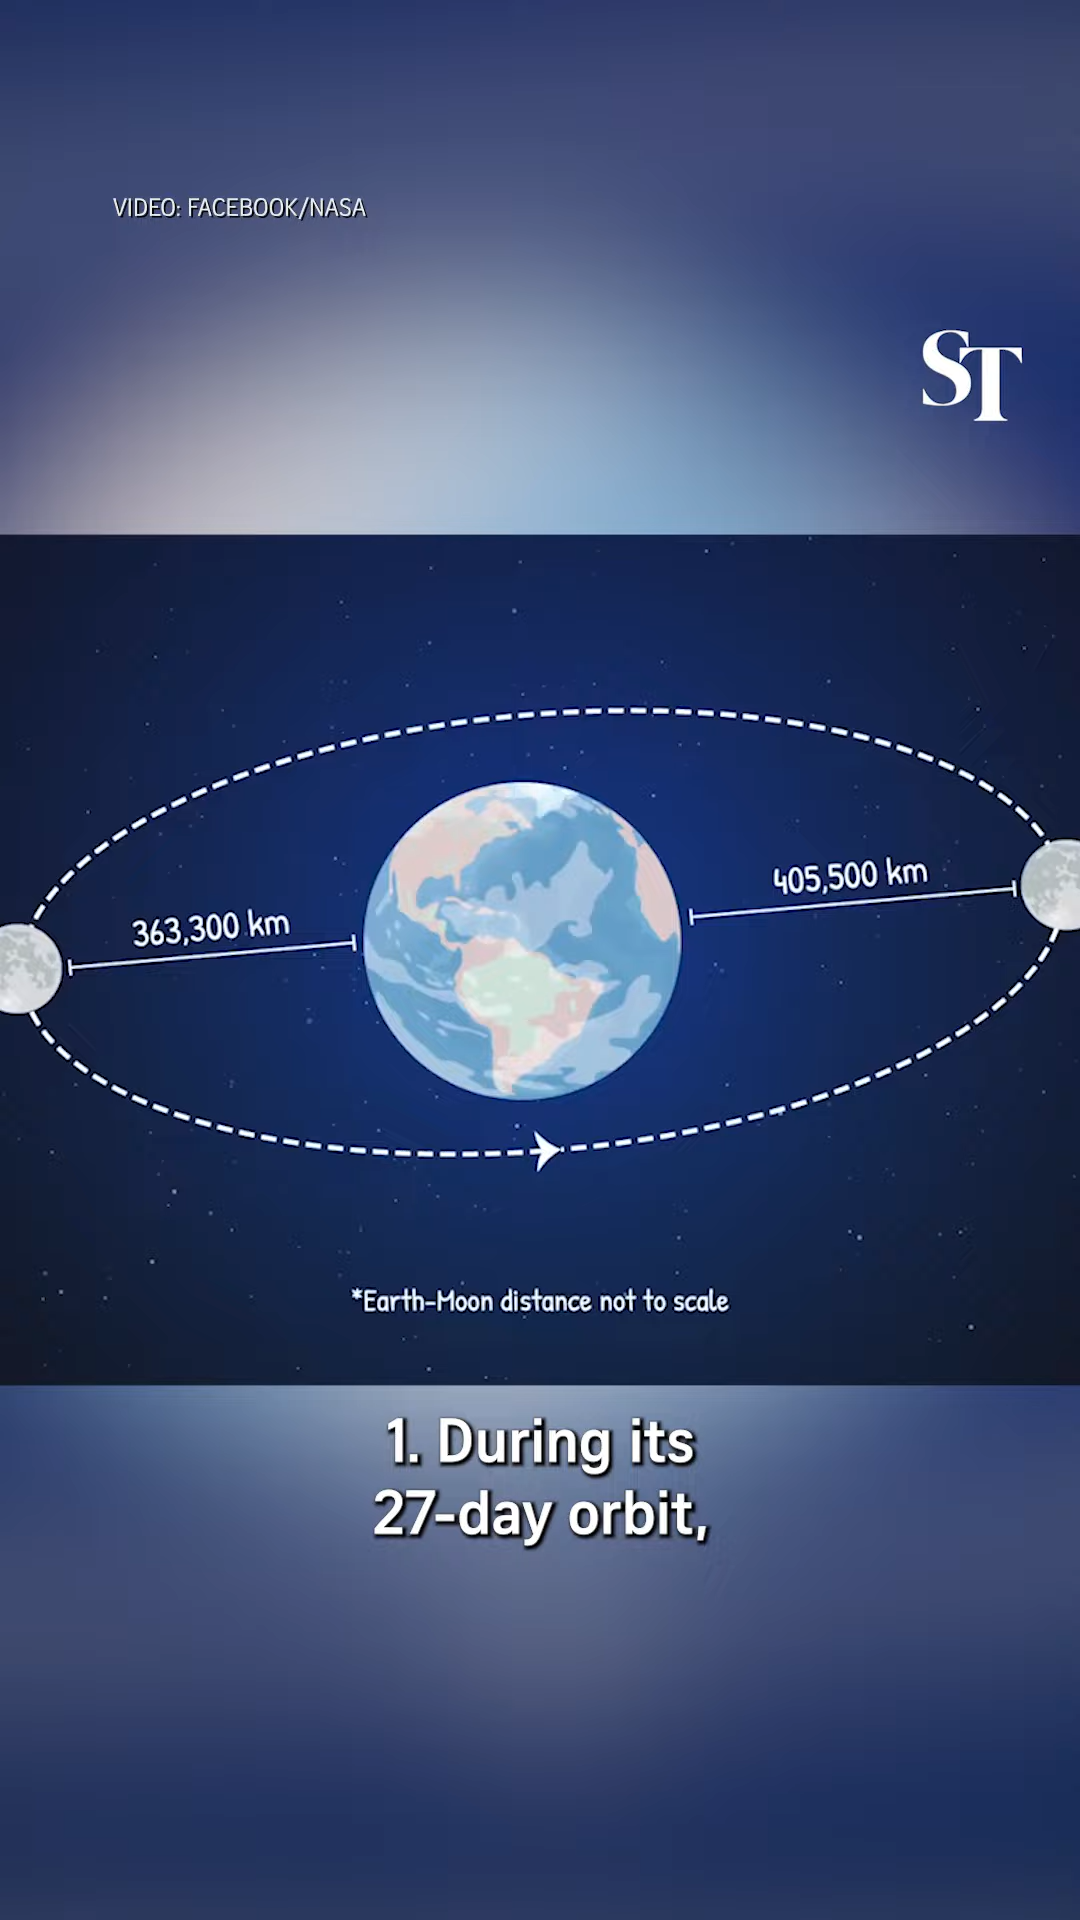 VIDEO: FACEBOOK/NASA
ST
405,500 km
363,300 km
*Earth-Moon distance not to scale
1. During its
27-day orbit,